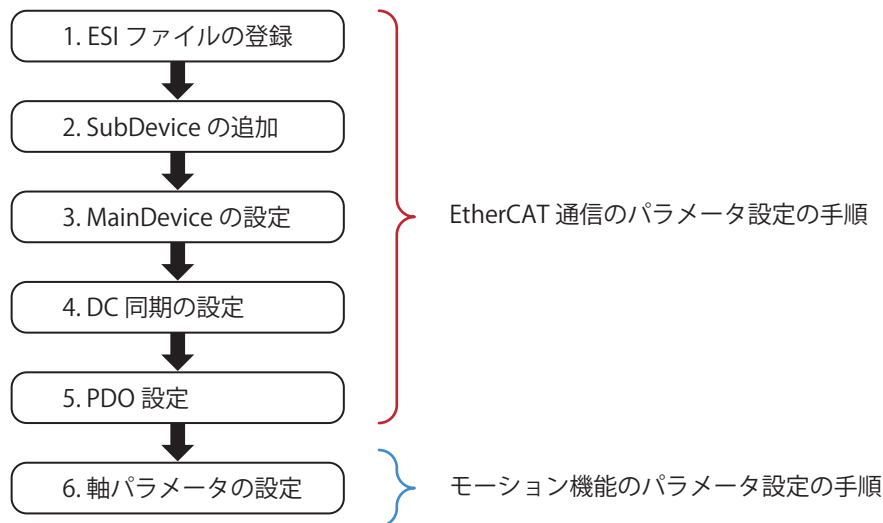 1. ESI ファイルの登録
2. SubDevice の追加
3. MainDevice の設定
4. DC 同期の設定
5. PDO 設定
EtherCAT 通信のパラメータ設定の手順
6. 軸パラメータの設定
モーション機能のパラメータ設定の手順